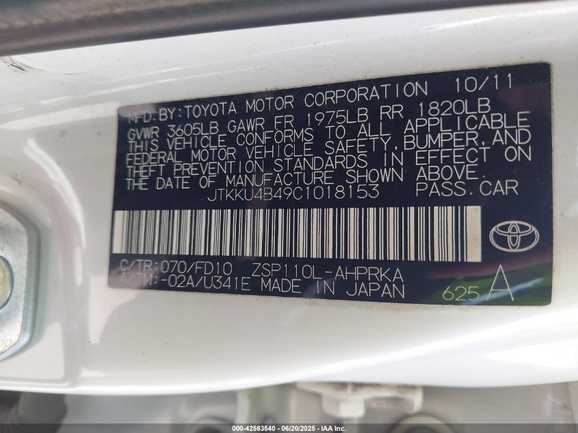 MFD.BY:TOYOTA MOTOR CORPORATION 10/11
GVWR 3605LB GAWR FR 1975LB RR 1820LB
THIS VEHICLE CONFORMS TO ALL APPLICABLE
FEDERAL MOTOR VEHICLE SAFETY,BUMPER,AND
THEFT PREVENTION STANDARDS IN EFFECT ON
THE DATE OF MANUFACTURE SHOWN ABOVE.
JTKKU4B49C1018153 PASS.CAR
C/TR:070/FD10 ZSP110L-AHPRKA
-02A/U341E MADE IN JAPAN 625 A
000-42563540 - 06/20/2025 - IAA Inc.